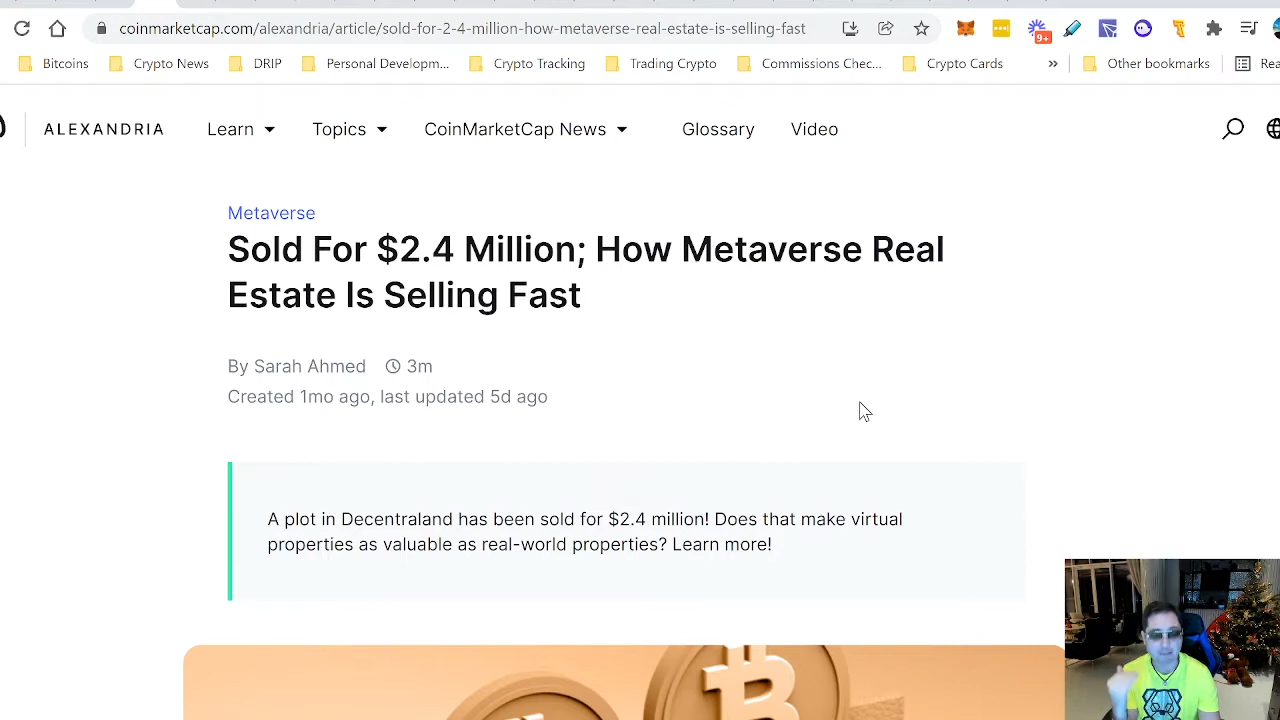 coinmarketcap.com/alexandria/article/sold-for-2-4-million-how-metaverse-real-estate-is-selling-fast
9+
Bitcoins Crypto News DRIP Personal Developm... Crypto Tracking Trading Crypto Commissions Chec... Crypto Cards » Other bookmarks Rea
ALEXANDRIA Learn Topics CoinMarketCap News Glossary Video
Metaverse
Sold For $2.4 Million; How Metaverse Real
Estate Is Selling Fast
By Sarah Ahmed 3m
Created 1mo ago, last updated 5d ago
A plot in Decentraland has been sold for $2.4 million! Does that make virtual
properties as valuable as real-world properties? Learn more!